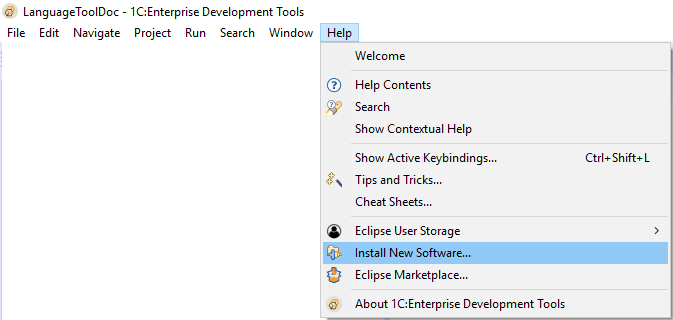 LanguageToolDoc - 1C:Enterprise Development Tools
File Edit Navigate Project Run Search Window Help
Welcome
Help Contents
Search
Show Contextual Help
Show Active Keybindings... Ctrl+Shift+L
Tips and Tricks...
Cheat Sheets...
Eclipse User Storage
Install New Software...
Eclipse Marketplace...
About 1C:Enterprise Development Tools